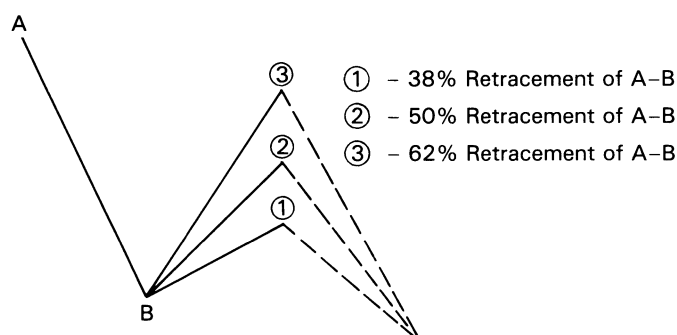 A
③ ① – 38% Retracement of A–B
② – 50% Retracement of A–B
② ③ – 62% Retracement of A–B
①
B